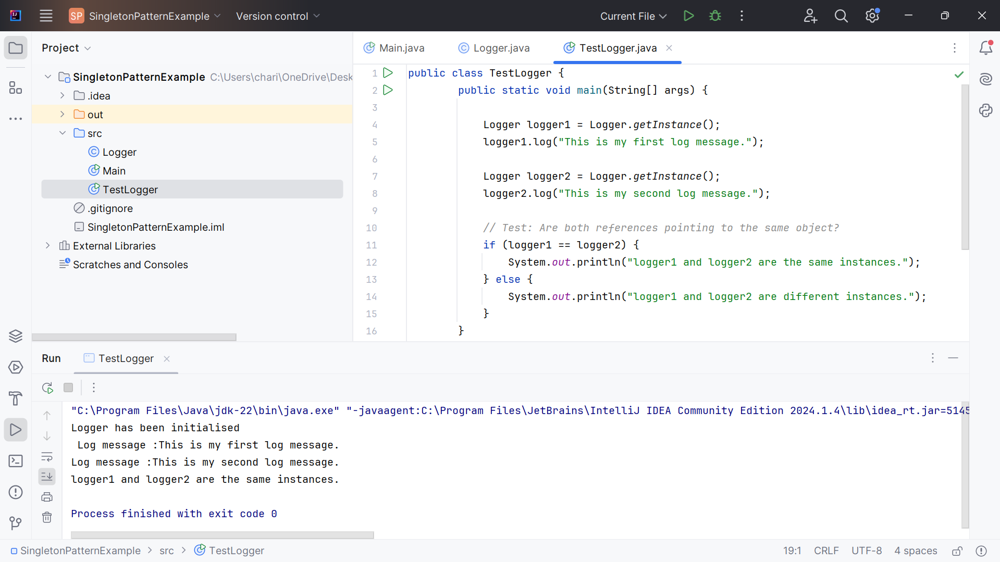 SP SingletonPatternExample Version control Current File
Project
Main.java Logger.java TestLogger.java
SingletonPatternExample C:\Users\chari\OneDrive\Desk
.idea
out
src
Logger
Main
TestLogger
.gitignore
SingletonPatternExample.iml
External Libraries
Scratches and Consoles
1 public class TestLogger {
2 public static void main(String[] args) {
3
4 Logger logger1 = Logger.getInstance();
5 logger1.log("This is my first log message.");
6
7 Logger logger2 = Logger.getInstance();
8 logger2.log("This is my second log message.");
9
10 // Test: Are both references pointing to the same object?
11 if (logger1 == logger2) {
12 System.out.println("logger1 and logger2 are the same instances.");
13 } else {
14 System.out.println("logger1 and logger2 are different instances.");
15 }
16 }
Run TestLogger
"C:\Program Files\Java\jdk-22\bin\java.exe" "-javaagent:C:\Program Files\JetBrains\IntelliJ IDEA Community Edition 2024.1.4\lib\idea_rt.jar=5145
Logger has been initialised
Log message :This is my first log message.
Log message :This is my second log message.
logger1 and logger2 are the same instances.
Process finished with exit code 0
SingletonPatternExample > src > TestLogger 19:1 CRLF UTF-8 4 spaces